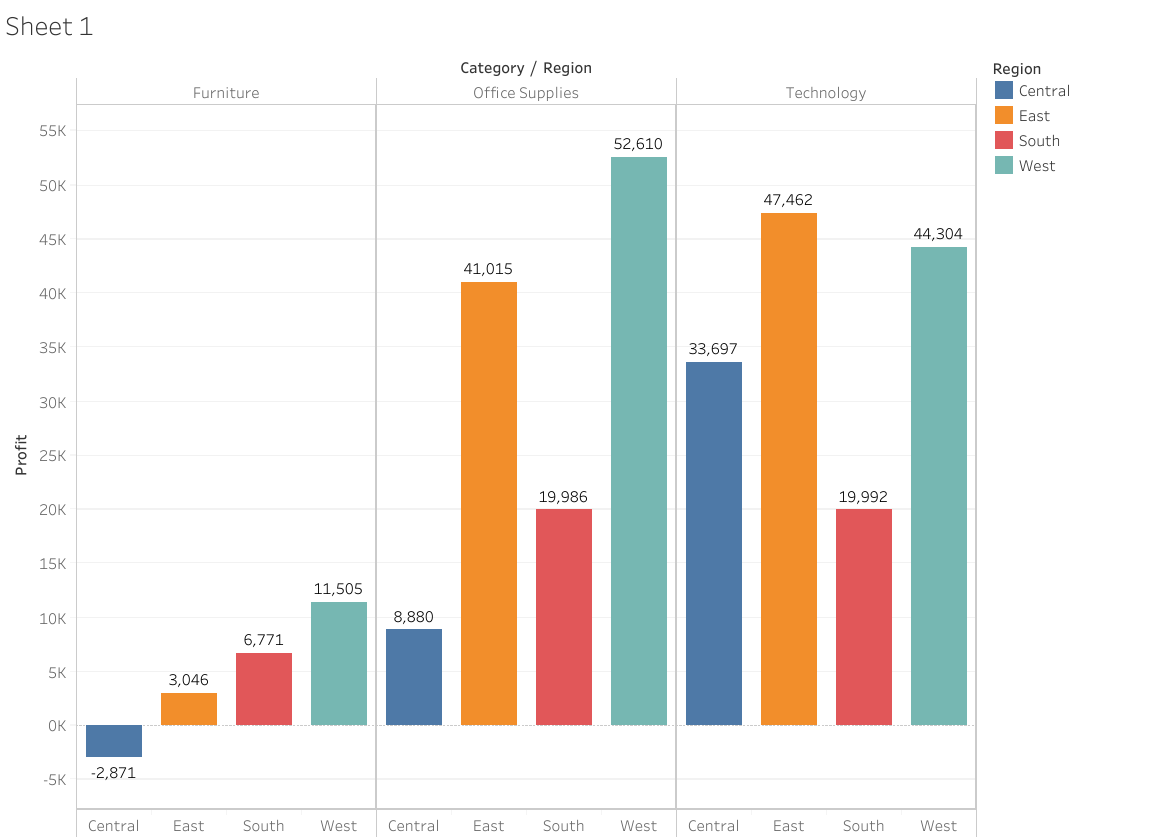 Sheet 1
Category / Region
Furniture Office Supplies Technology
Region
Central
East
South
West
Profit
55K
50K
45K
40K
35K
30K
25K
20K
15K
10K
5K
0K
-5K
-2,871
3,046
6,771
11,505
8,880
41,015
19,986
52,610
33,697
47,462
19,992
44,304
Central East South West Central East South West Central East South West